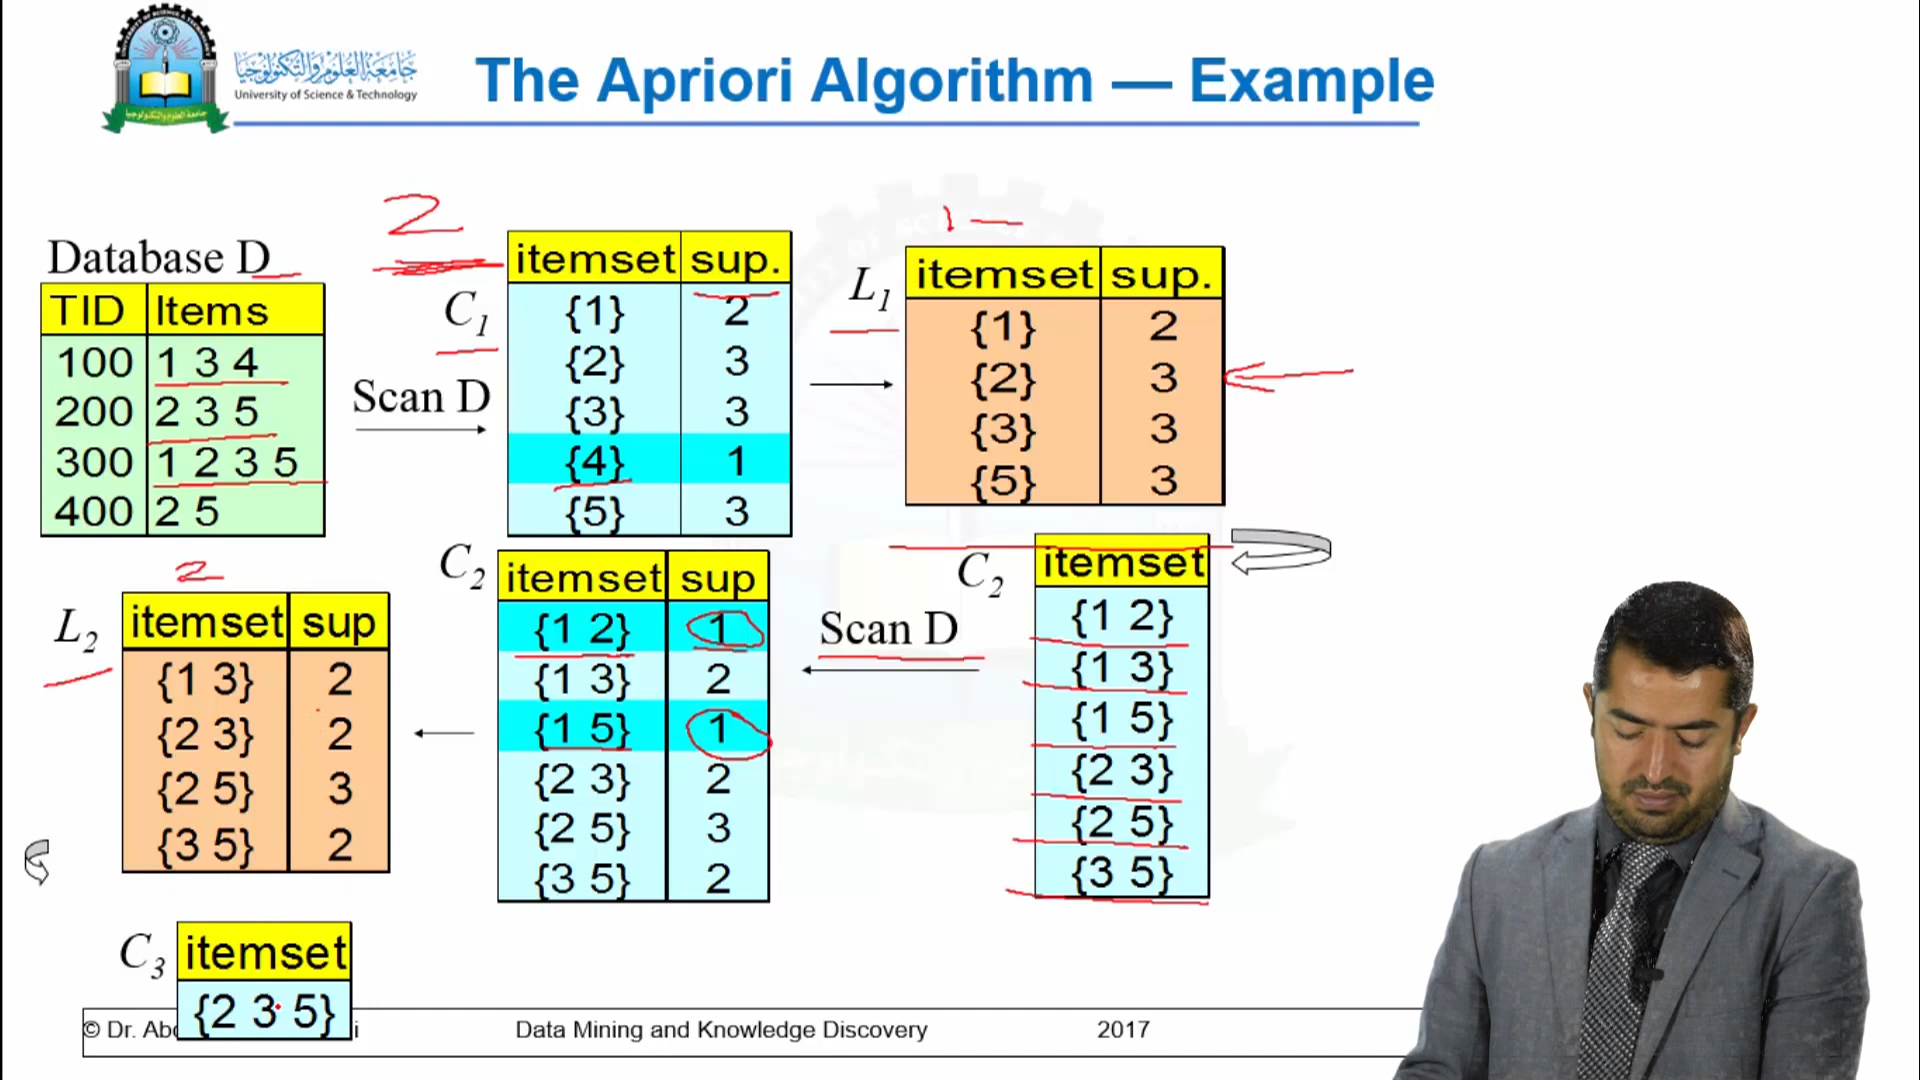 جامعة العلوم والتكنولوجيا
University of Science & Technology
The Apriori Algorithm — Example
2
1
Database D
TID Items
100 1 3 4
200 2 3 5
300 1 2 3 5
400 2 5
Scan D
C1
itemset sup.
{1} 2
{2} 3
{3} 3
{4} 1
{5} 3
L1
itemset sup.
{1} 2
{2} 3
{3} 3
{5} 3
C2
itemset
{1 2}
{1 3}
{1 5}
{2 3}
{2 5}
{3 5}
Scan D
C2
itemset sup
{1 2} 1
{1 3} 2
{1 5} 1
{2 3} 2
{2 5} 3
{3 5} 2
2
L2
itemset sup
{1 3} 2
{2 3} 2
{2 5} 3
{3 5} 2
C3
itemset
{2 3 5}
© Dr.
Data Mining and Knowledge Discovery
2017